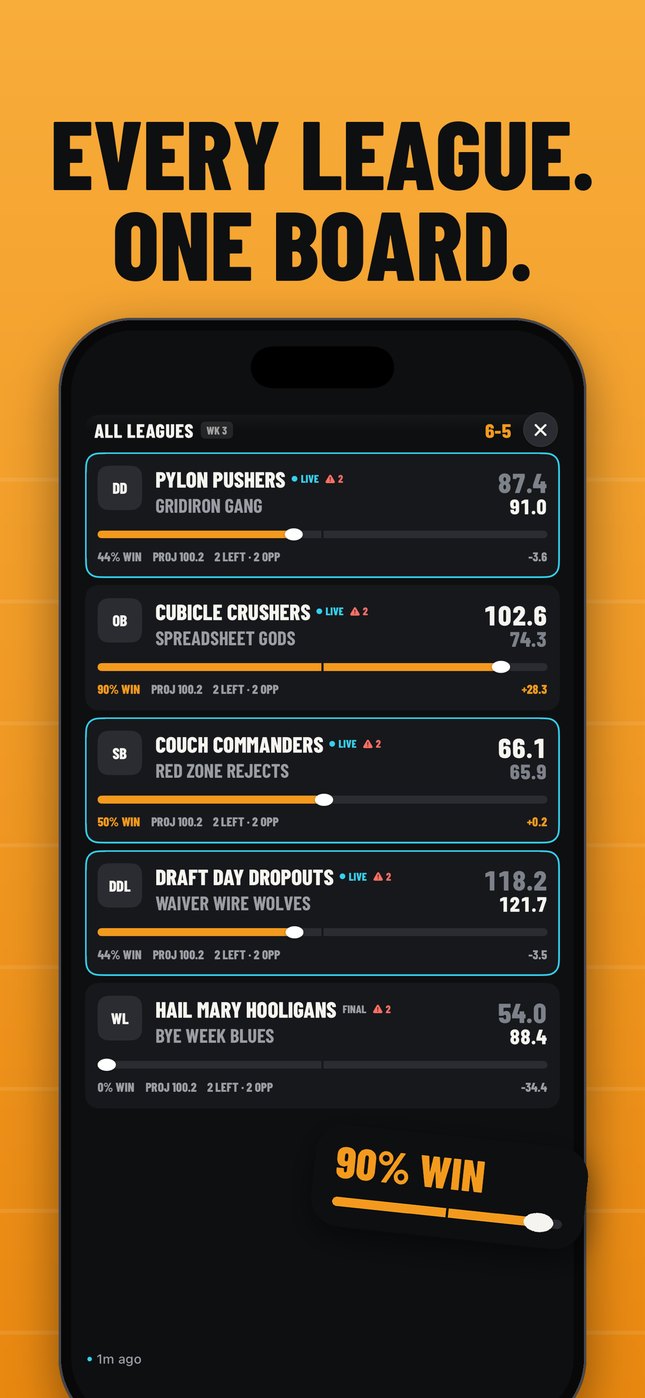 EVERY LEAGUE.
ONE BOARD.
ALL LEAGUES WK 3 6-5
DD PYLON PUSHERS LIVE 2 87.4
GRIDIRON GANG 91.0
44% WIN PROJ 100.2 2 LEFT · 2 OPP -3.6
OB CUBICLE CRUSHERS LIVE 2 102.6
SPREADSHEET GODS 74.3
90% WIN PROJ 100.2 2 LEFT · 2 OPP +28.3
SB COUCH COMMANDERS LIVE 2 66.1
RED ZONE REJECTS 65.9
50% WIN PROJ 100.2 2 LEFT · 2 OPP +0.2
DDL DRAFT DAY DROPOUTS LIVE 2 118.2
WAIVER WIRE WOLVES 121.7
44% WIN PROJ 100.2 2 LEFT · 2 OPP -3.5
WL HAIL MARY HOOLIGANS FINAL 2 54.0
BYE WEEK BLUES 88.4
0% WIN PROJ 100.2 2 LEFT · 2 OPP -34.4
90% WIN
1m ago